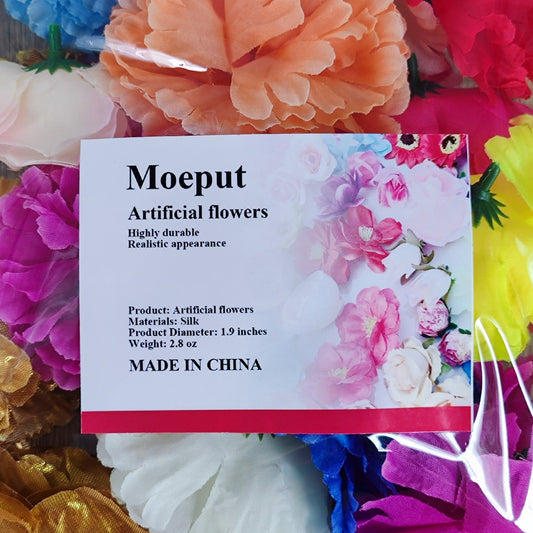 Moeput
Artificial flowers
Highly durable
Realistic appearance
Product: Artificial flowers
Materials: Silk
Product Diameter: 1.9 inches
Weight: 2.8 oz
MADE IN CHINA